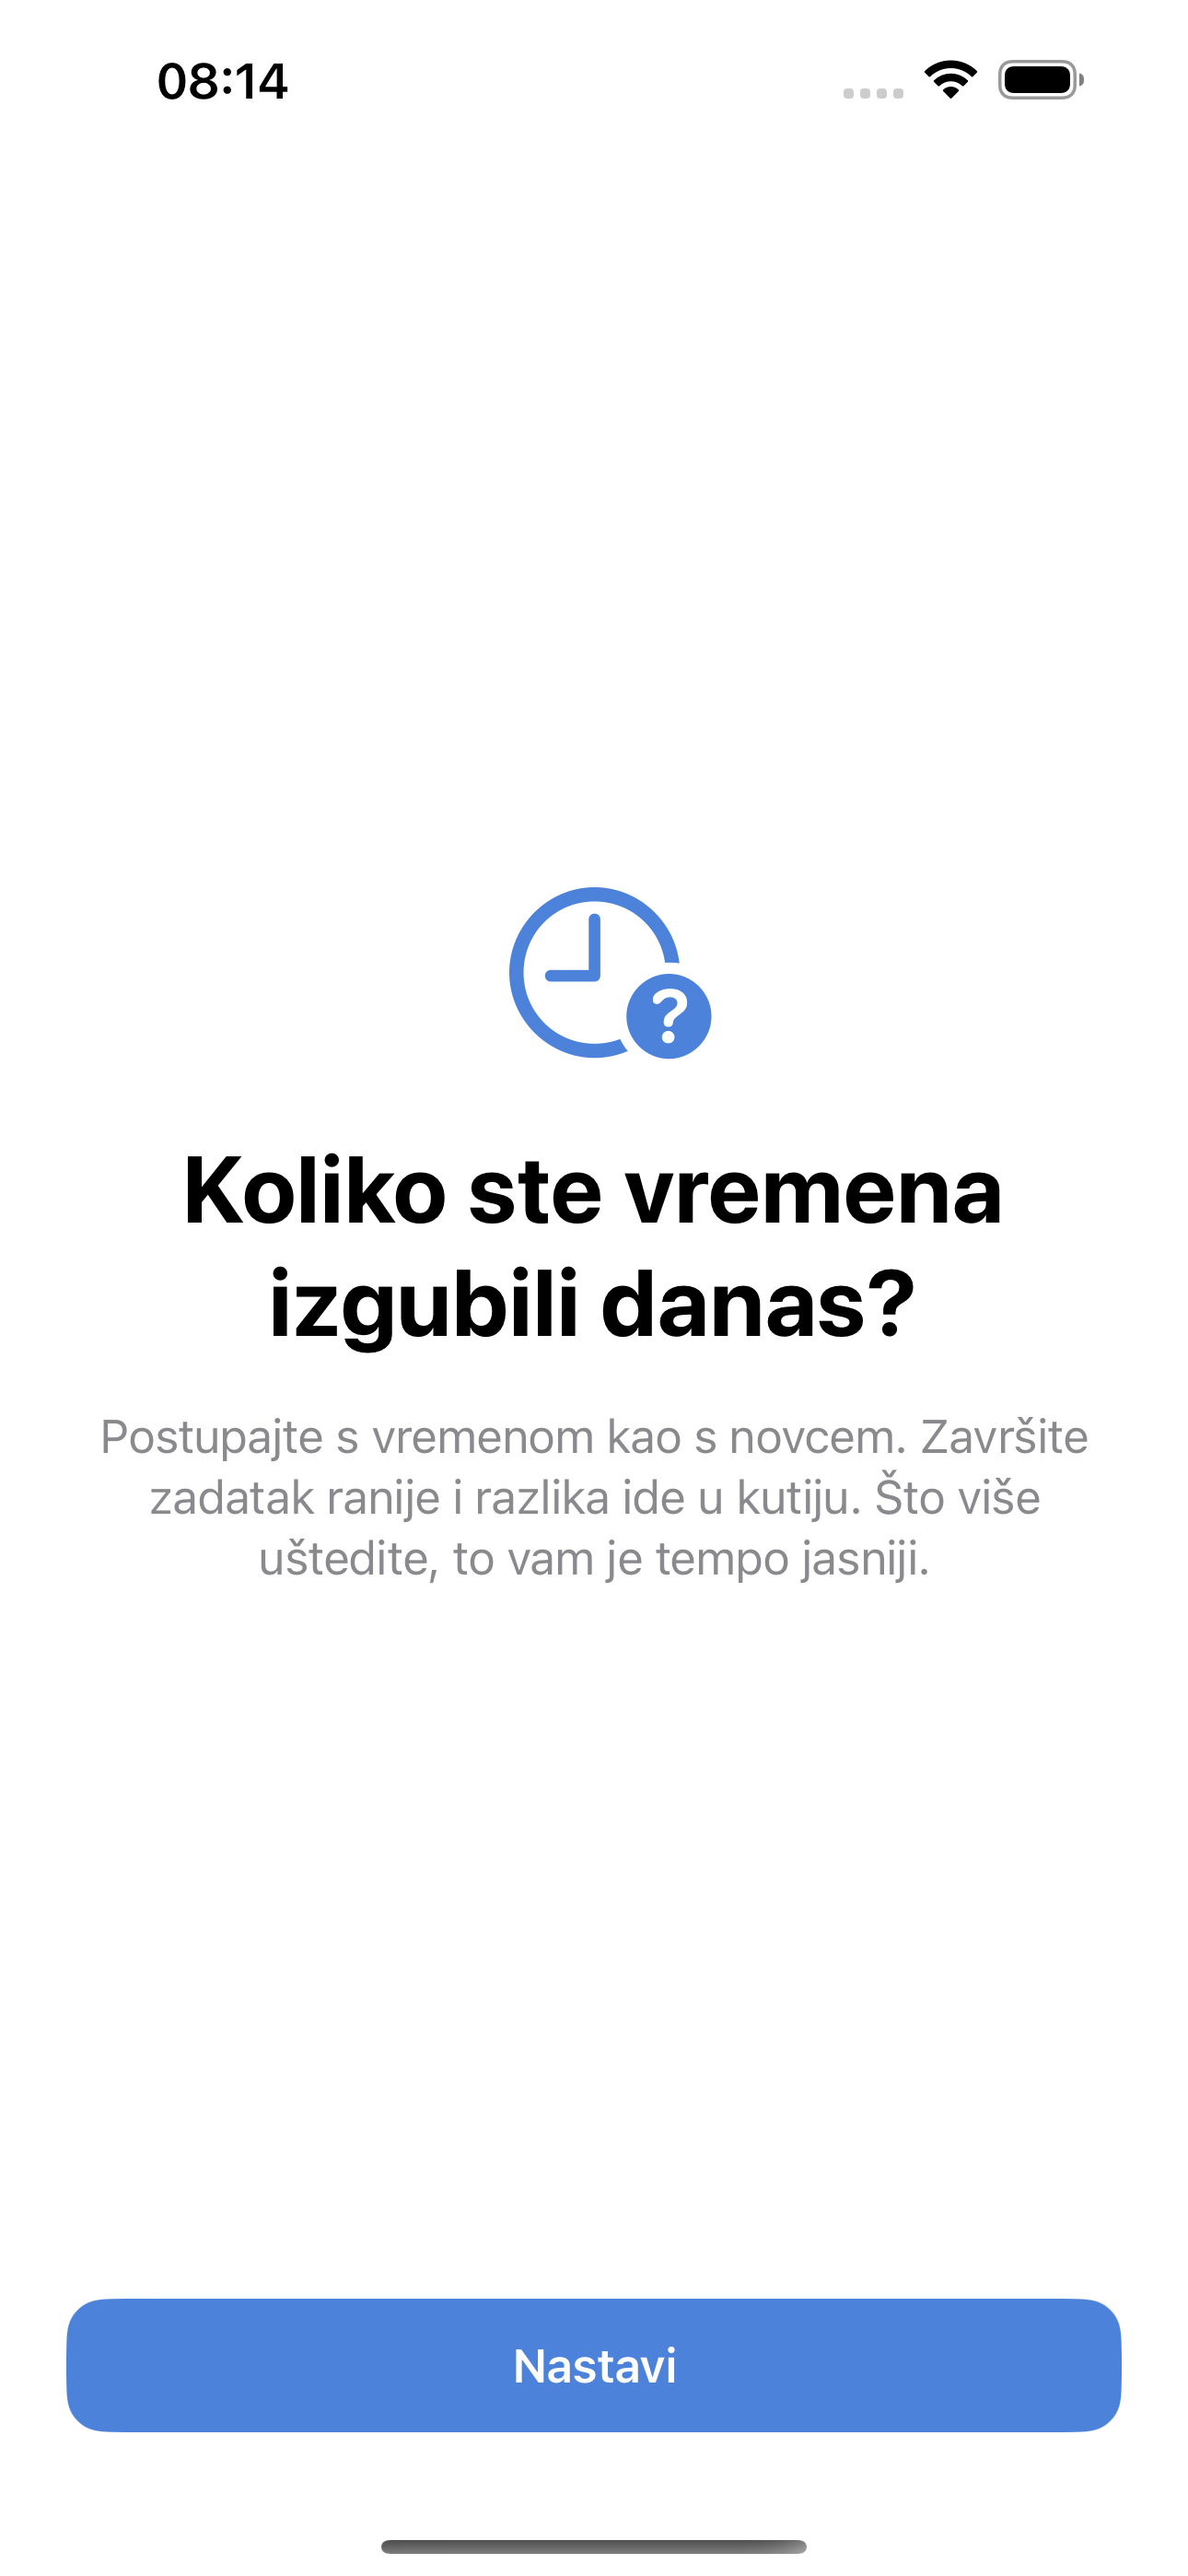 08:14
?
Koliko ste vremena
izgubili danas?
Postupajte s vremenom kao s novcem. Završite
zadatak ranije i razlika ide u kutiju. Što više
uštedite, to vam je tempo jasniji.
Nastavi